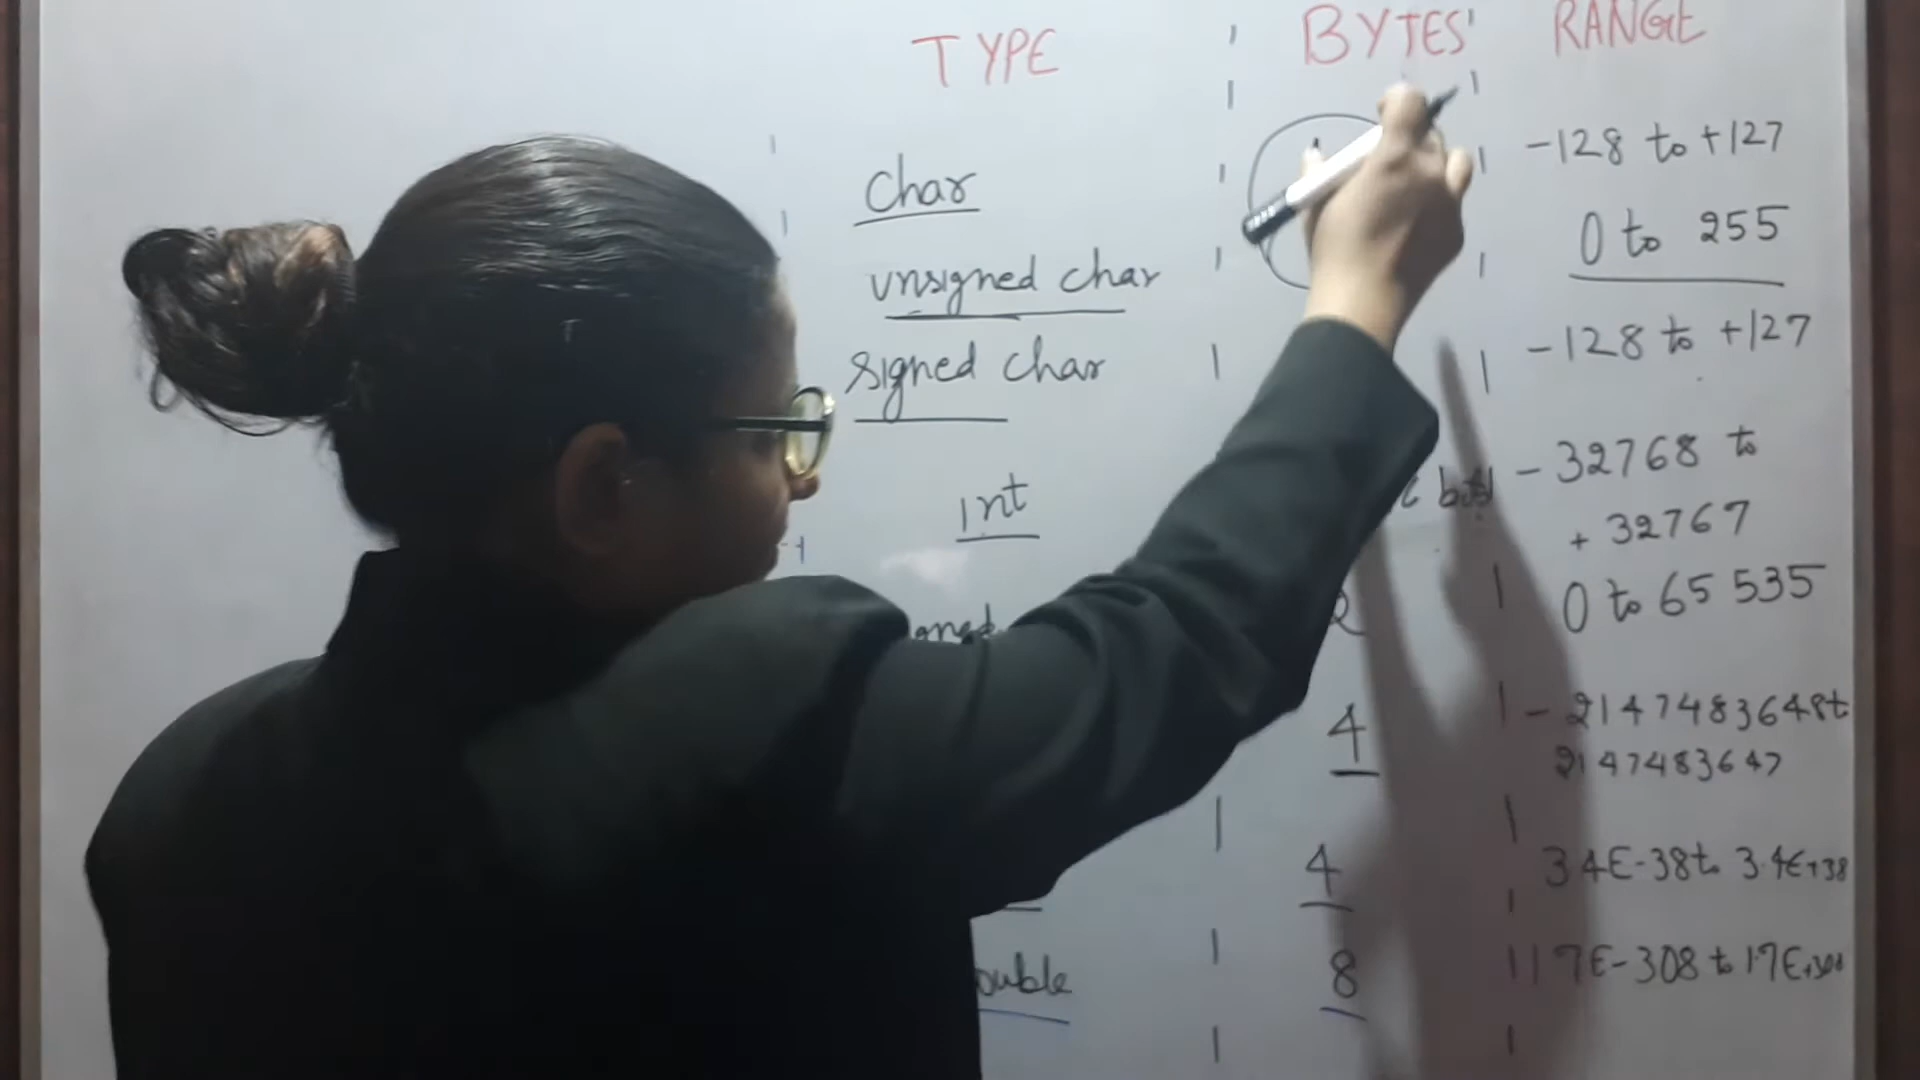 TYPE BYTES RANGE
char -128 to +127
unsigned char 0 to 255
signed char -128 to +127
int -32768 to
+32767
0 to 65535
4 -2147483648 t
2147483647
4 3.4E-38 to 3.4E+38
8 1.7E-308 to 1.7E+308